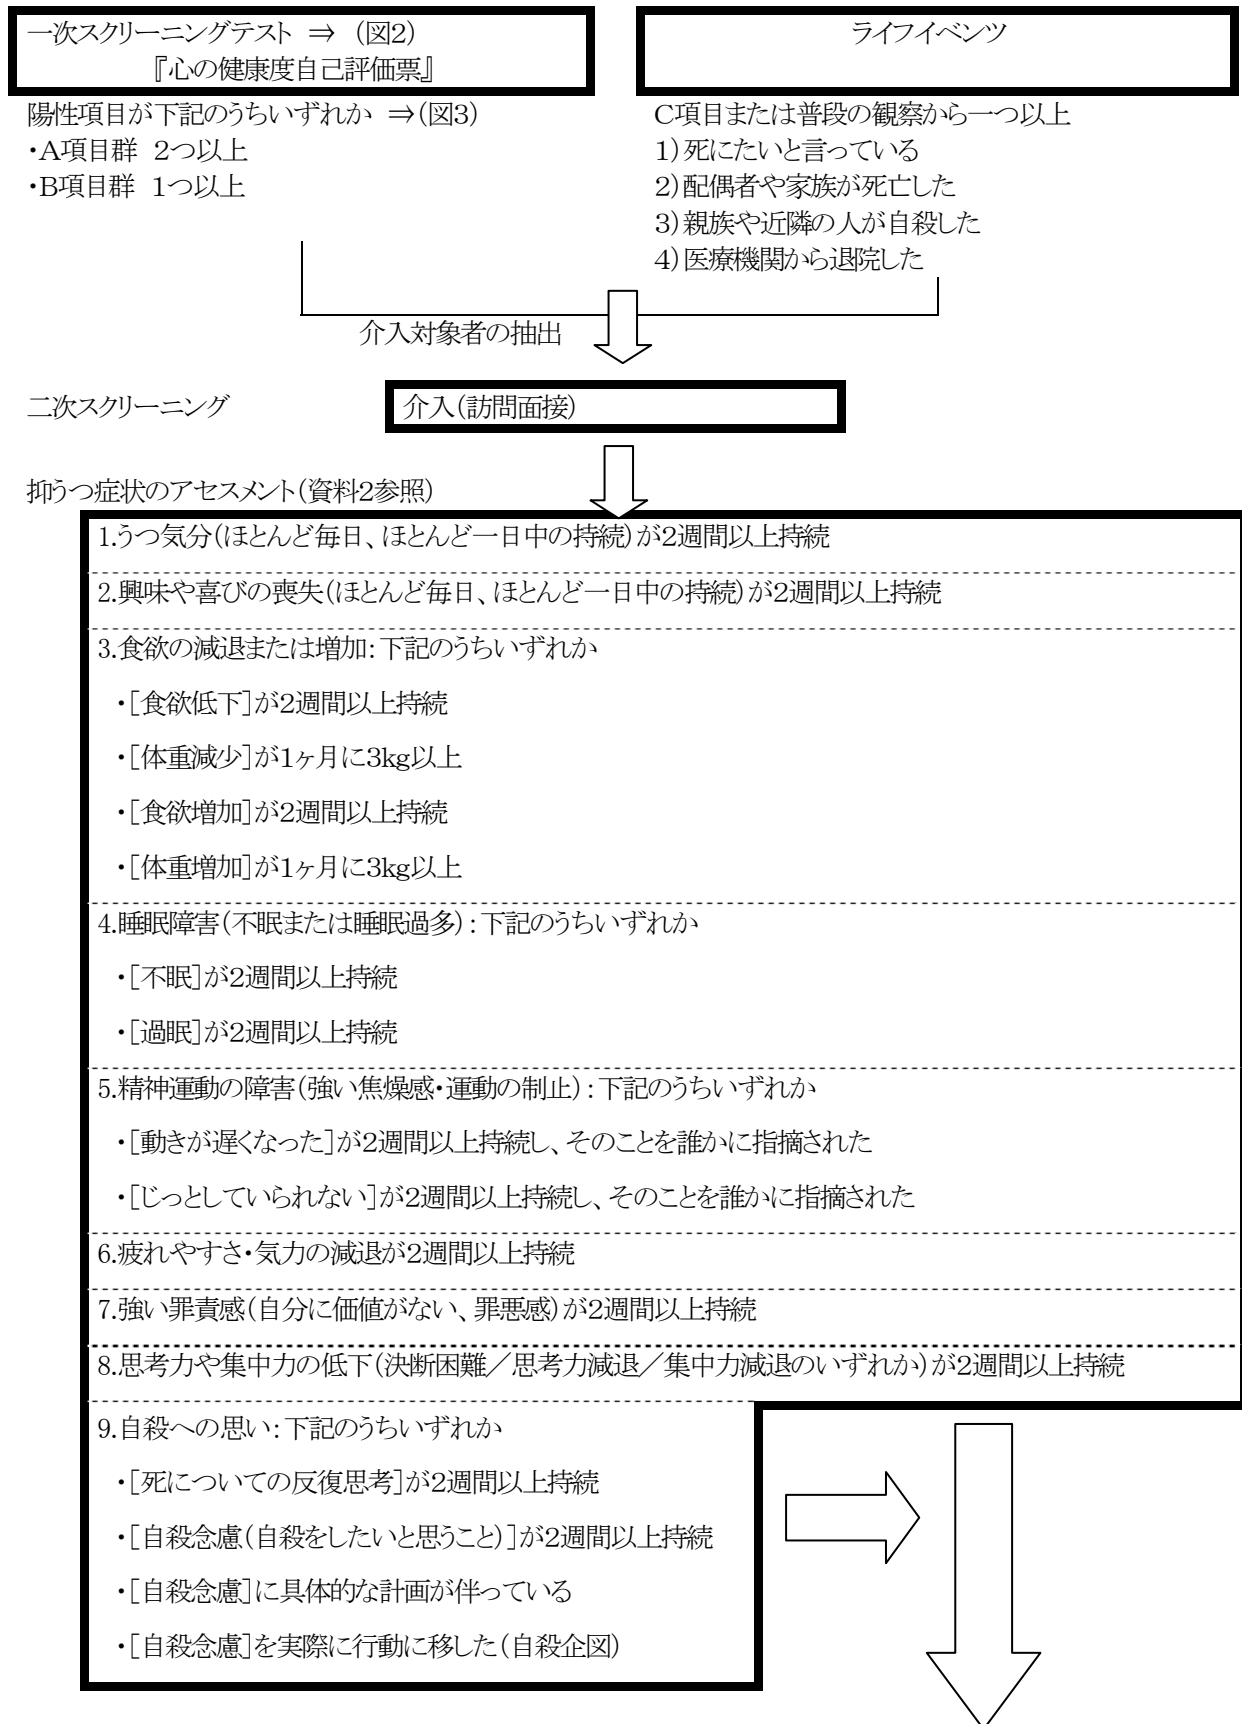 一次スクリーニングテスト ⇒ (図2)
『心の健康度自己評価票』
陽性項目が下記のうちいずれか ⇒(図3)
・A項目群 2つ以上
・B項目群 1つ以上
ライフイベンツ
C項目または普段の観察から一つ以上
1)死にたいと言っている
2)配偶者や家族が死亡した
3)親族や近隣の人が自殺した
4)医療機関から退院した
介入対象者の抽出
二次スクリーニング
介入(訪問面接)
抑うつ症状のアセスメント(資料2参照)
1.うつ気分(ほとんど毎日、ほとんど一日中の持続)が2週間以上持続
2.興味や喜びの喪失(ほとんど毎日、ほとんど一日中の持続)が2週間以上持続
3.食欲の減退または増加:下記のうちいずれか
・[食欲低下]が2週間以上持続
・[体重減少]が1ヶ月に3kg以上
・[食欲増加]が2週間以上持続
・[体重増加]が1ヶ月に3kg以上
4.睡眠障害(不眠または睡眠過多):下記のうちいずれか
・[不眠]が2週間以上持続
・[過眠]が2週間以上持続
5.精神運動の障害(強い焦燥感・運動の制止):下記のうちいずれか
・[動きが遅くなった]が2週間以上持続し、そのことを誰かに指摘された
・[じっとしていられない]が2週間以上持続し、そのことを誰かに指摘された
6.疲れやすさ・気力の減退が2週間以上持続
7.強い罪責感(自分に価値がない、罪悪感)が2週間以上持続
8.思考力や集中力の低下(決断困難/思考力減退/集中力減退のいずれか)が2週間以上持続
9.自殺への思い:下記のうちいずれか
・[死についての反復思考]が2週間以上持続
・[自殺念慮(自殺をしたいと思うこと)]が2週間以上持続
・[自殺念慮]に具体的な計画が伴っている
・[自殺念慮]を実際に行動に移した(自殺企図)